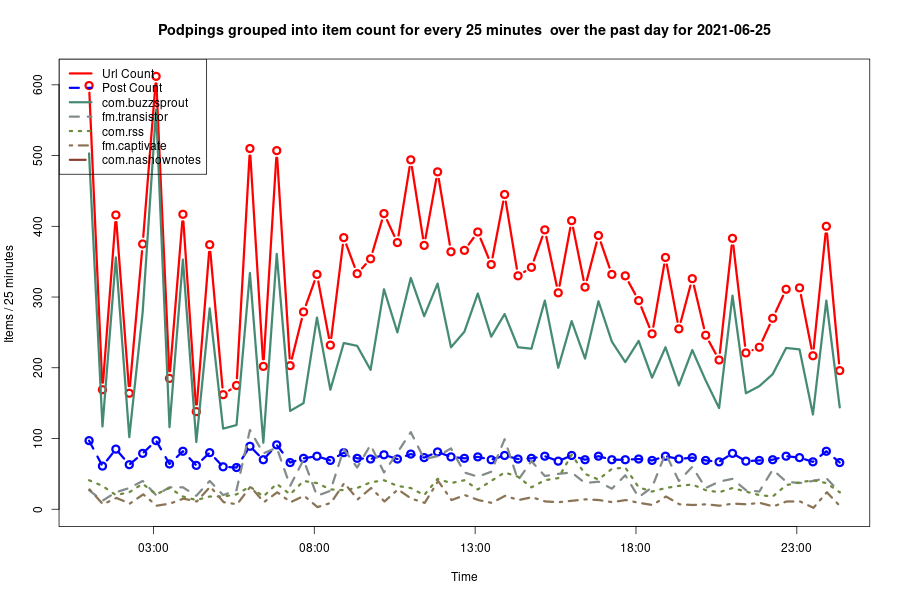 Podpings grouped into item count for every 25 minutes  over the past day for 2021-06-25
Url Count
Post Count
com.buzzsprout
fm.transistor
com.rss
fm.captivate
com.nashownotes
Items / 25 minutes
600
500
400
300
200
100
0
03:00
08:00
13:00
18:00
23:00
Time